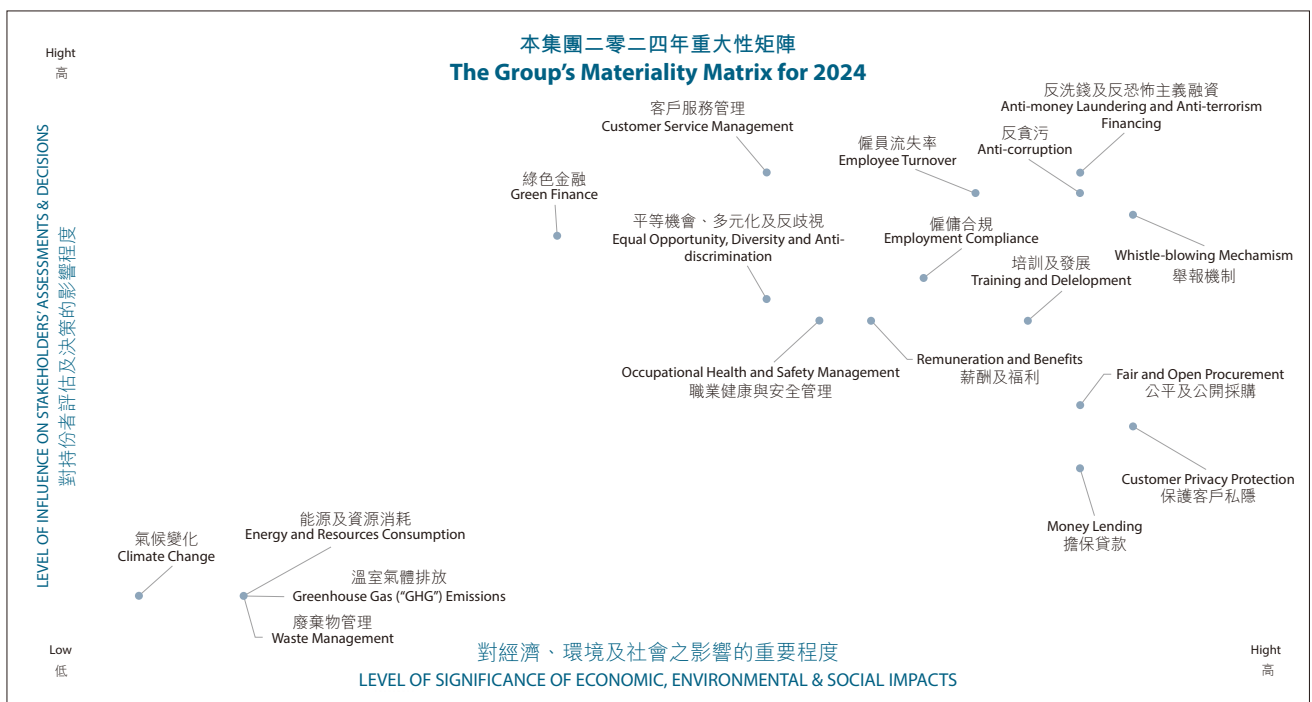 Hight
高
本集團二零二四年重大性矩陣
The Group's Materiality Matrix for 2024
LEVEL OF INFLUENCE ON STAKEHOLDERS' ASSESSMENTS & DECISIONS
對持份者評估及決策的影響程度
反洗錢及反恐怖主義融資
Anti-money Laundering and Anti-terrorism
Financing
客戶服務管理
Customer Service Management
反貪污
Anti-corruption
僱員流失率
Employee Turnover
綠色金融
Green Finance
平等機會、多元化及反歧視
Equal Opportunity, Diversity and Anti-
discrimination
僱傭合規
Employment Compliance
Whistle-blowing Mechanism
舉報機制
培訓及發展
Training and Delelopment
Occupational Health and Safety Management
職業健康與安全管理
Remuneration and Benefits
薪酬及福利
Fair and Open Procurement
公平及公開採購
Customer Privacy Protection
保護客戶私隱
Money Lending
擔保貸款
氣候變化
Climate Change
能源及資源消耗
Energy and Resources Consumption
溫室氣體排放
Greenhouse Gas ("GHG") Emissions
廢棄物管理
Waste Management
Low
低
對經濟、環境及社會之影響的重要程度
LEVEL OF SIGNIFICANCE OF ECONOMIC, ENVIRONMENTAL & SOCIAL IMPACTS
Hight
高